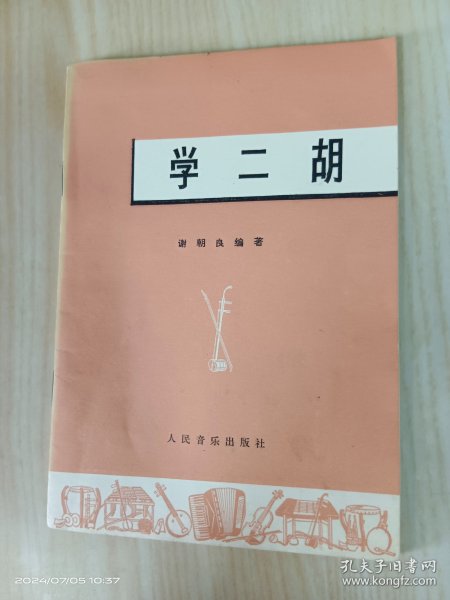 学二胡
谢朝良编著
人民音乐出版社
2024/07/05 10:37
孔夫子旧书网
www.kongfz.com